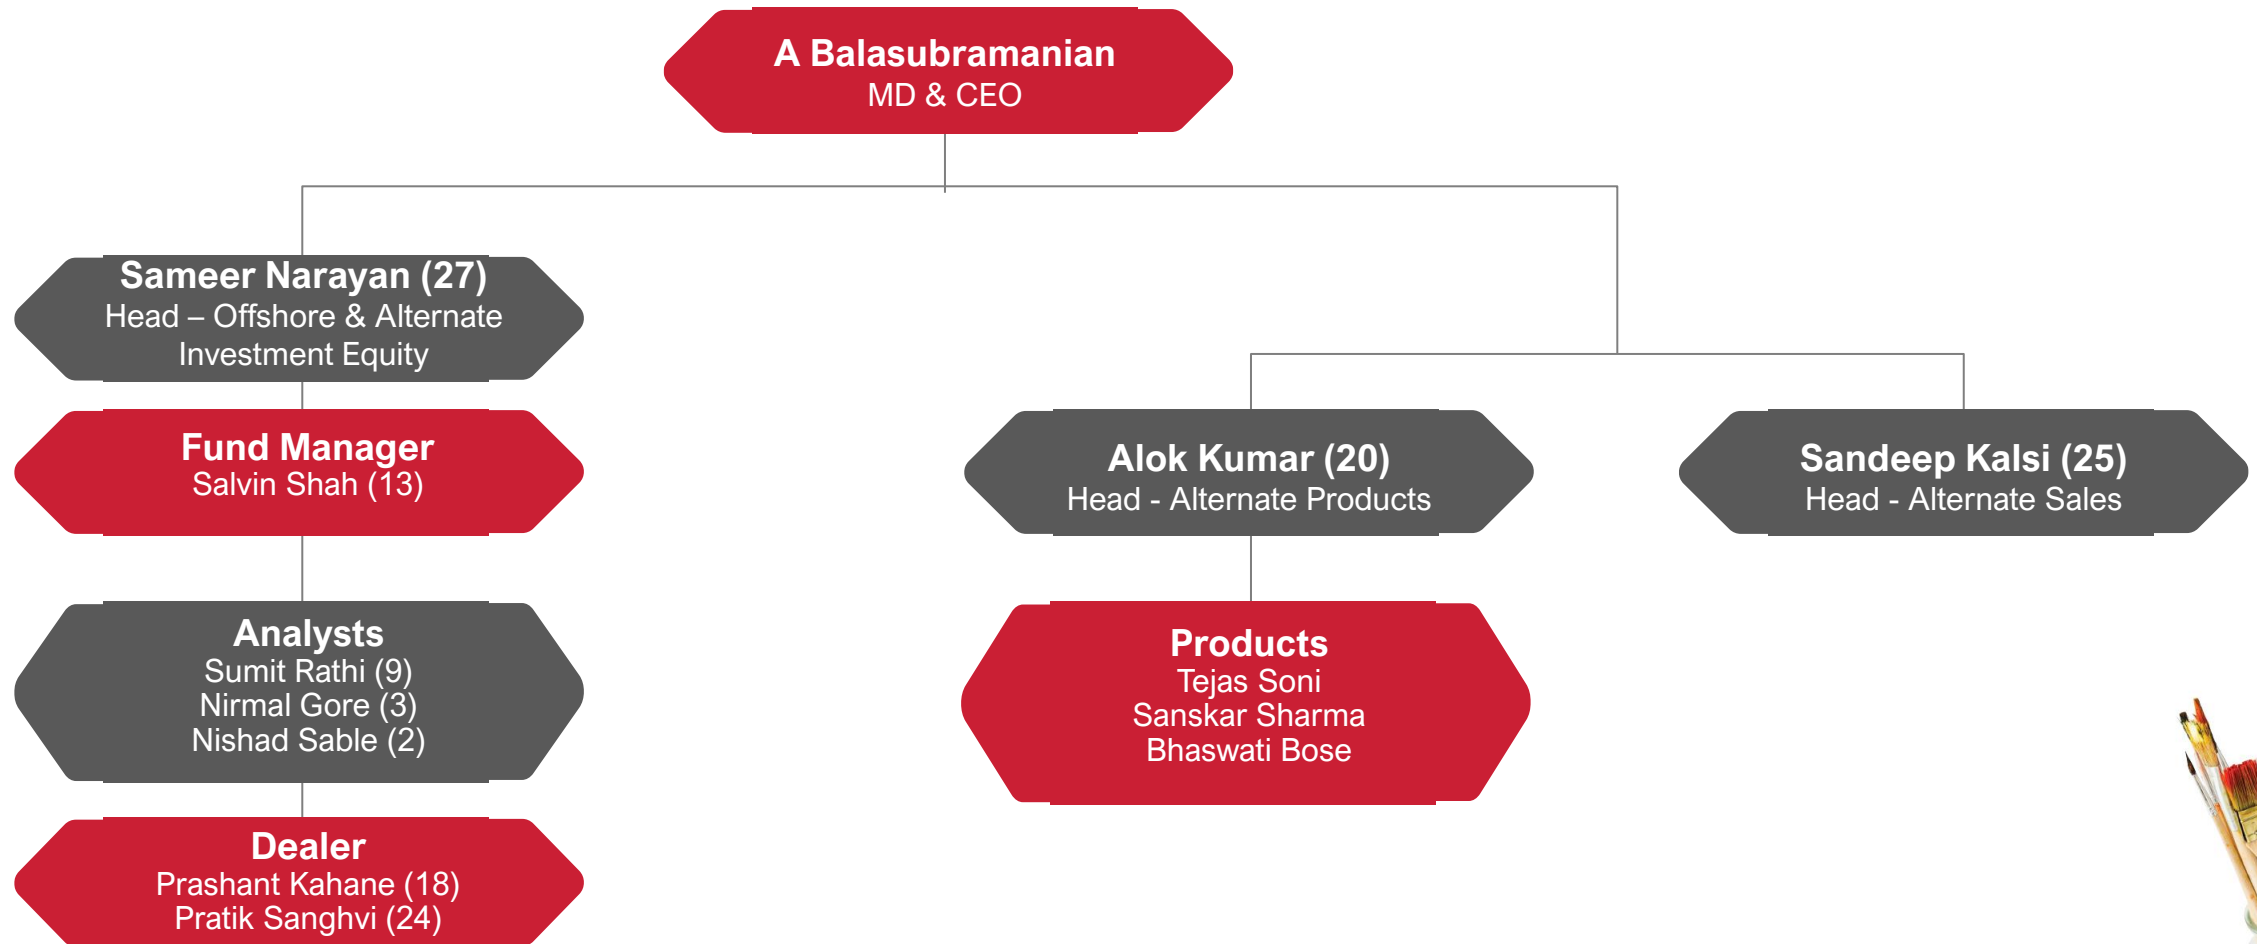 A Balasubramanian
MD & CEO
Sameer Narayan (27)
Head – Offshore & Alternate
Investment Equity
Fund Manager
Salvin Shah (13)
Analysts
Sumit Rathi (9)
Nirmal Gore (3)
Nishad Sable (2)
Dealer
Prashant Kahane (18)
Pratik Sanghvi (24)
Alok Kumar (20)
Head - Alternate Products
Products
Tejas Soni
Sanskar Sharma
Bhaswati Bose
Sandeep Kalsi (25)
Head - Alternate Sales